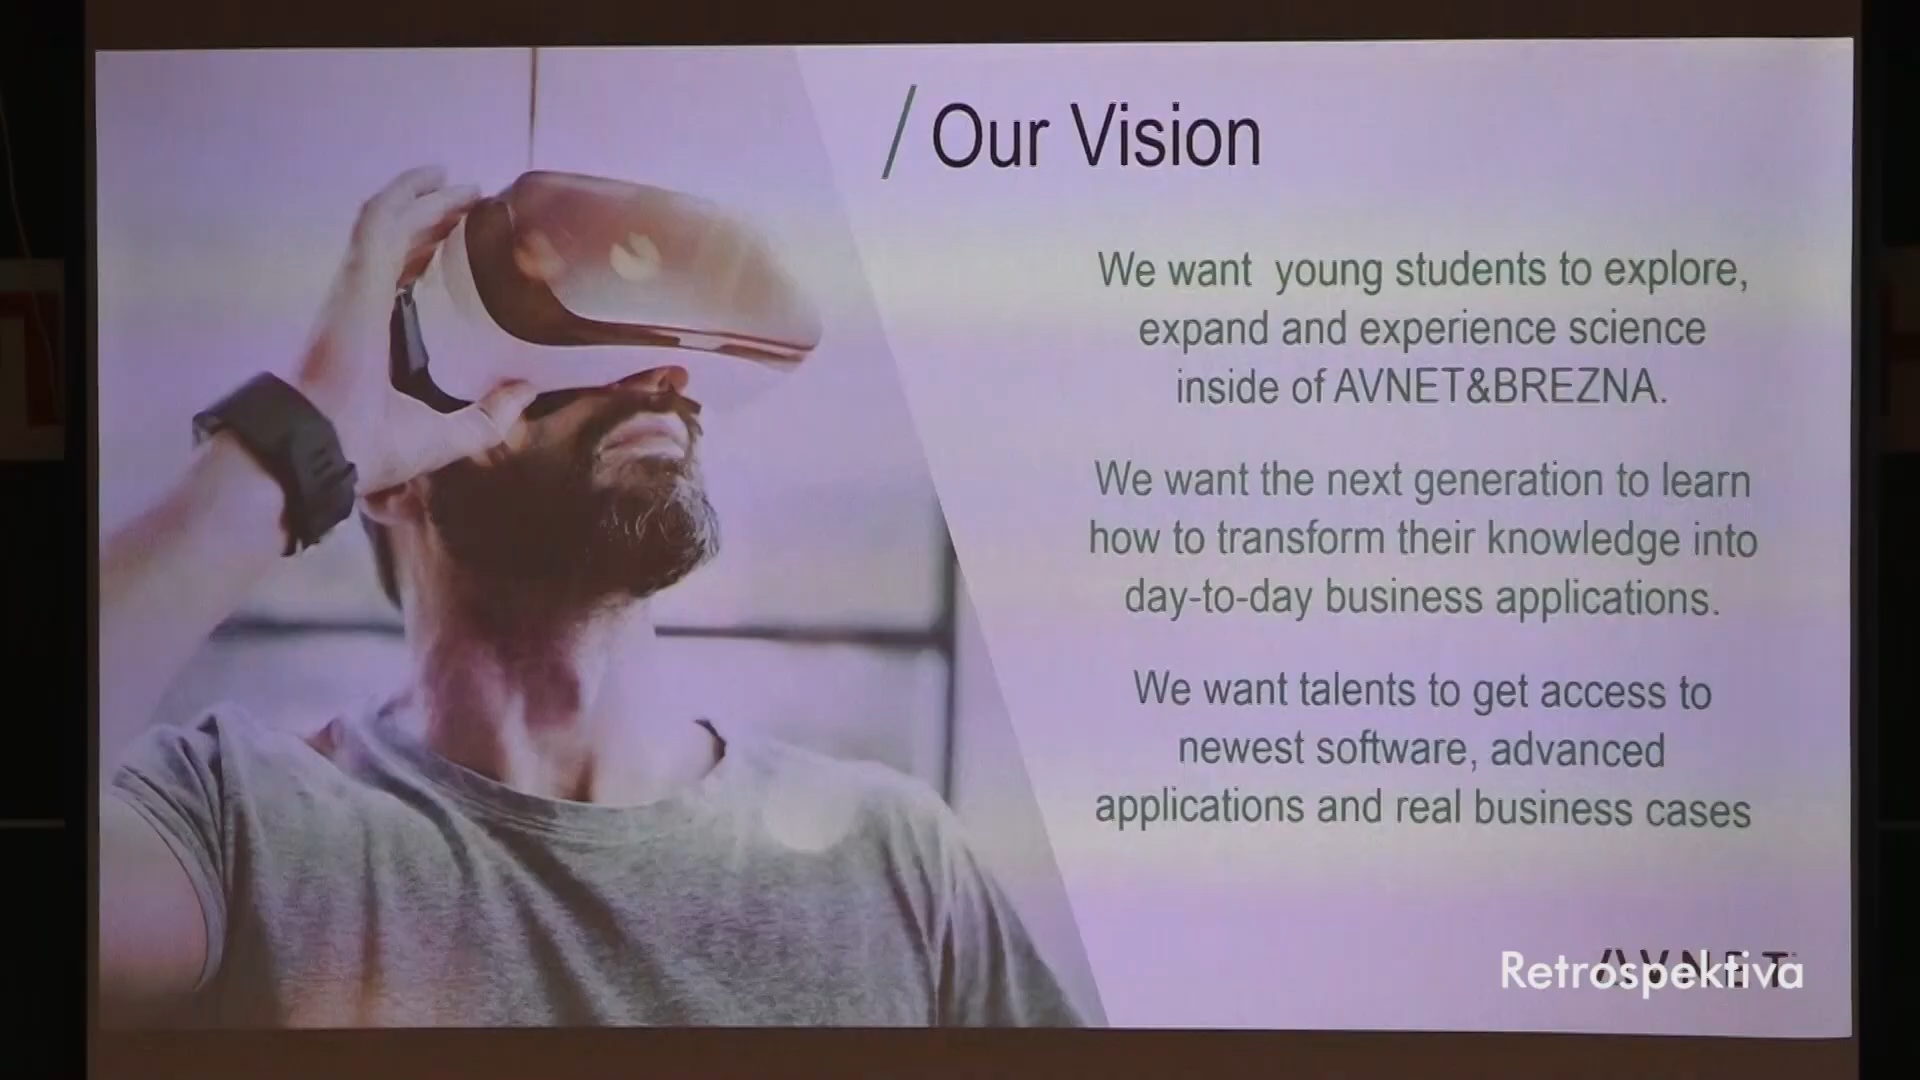 / Our Vision
We want young students to explore,
expand and experience science
inside of AVNET&BREZNA.
We want the next generation to learn
how to transform their knowledge into
day-to-day business applications.
We want talents to get access to
newest software, advanced
applications and real business cases
AVNET
Retrospektiva